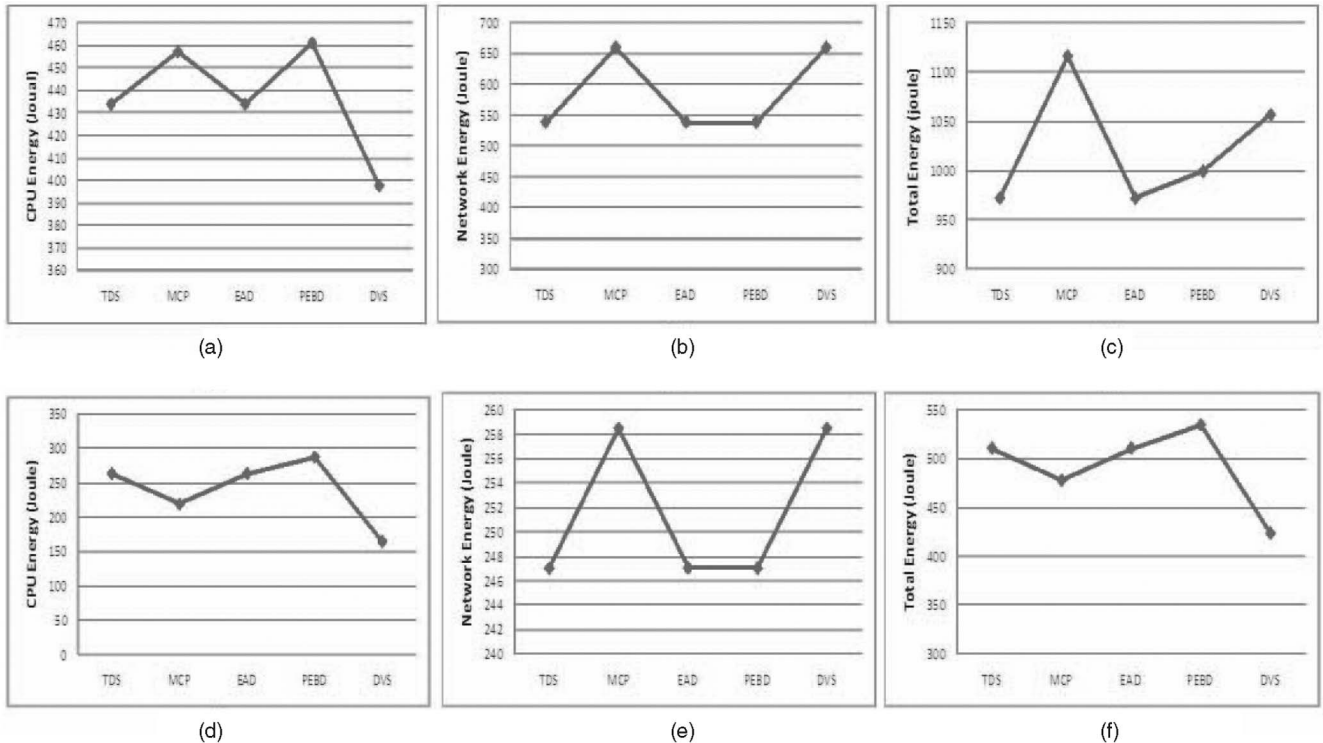 470
460
450
440
430
420
410
400
390
380
370
360
CPU Energy (Joual)
TDS MCP EAD PEBD DVS
(a)
700
650
600
550
500
450
400
350
300
Network Energy (Joule)
TDS MCP EAD PEBD DVS
(b)
1150
1100
1050
1000
950
900
Total Energy (joule)
TDS MCP EAD PEBD DVS
(c)
350
300
250
200
150
100
50
0
CPU Energy (Joule)
TDS MCP EAD PEBD DVS
(d)
260
258
256
254
252
250
248
246
244
242
240
Network Energy (Joule)
TDS MCP EAD PEBD DVS
(e)
550
500
450
400
350
300
Total Energy (Joule)
TDS MCP EAD PEBD DVS
(f)